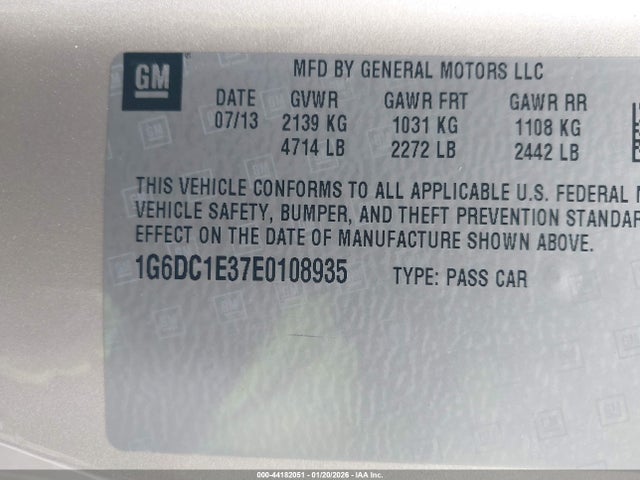 GM
MFD BY GENERAL MOTORS LLC
DATE GVWR GAWR FRT GAWR RR
07/13 2139 KG 1031 KG 1108 KG
4714 LB 2272 LB 2442 LB
THIS VEHICLE CONFORMS TO ALL APPLICABLE U.S. FEDERAL
VEHICLE SAFETY, BUMPER, AND THEFT PREVENTION STANDAR
EFFECT ON THE DATE OF MANUFACTURE SHOWN ABOVE.
1G6DC1E37E0108935 TYPE: PASS CAR
000-44182051 - 01/20/2026 - IAA Inc.